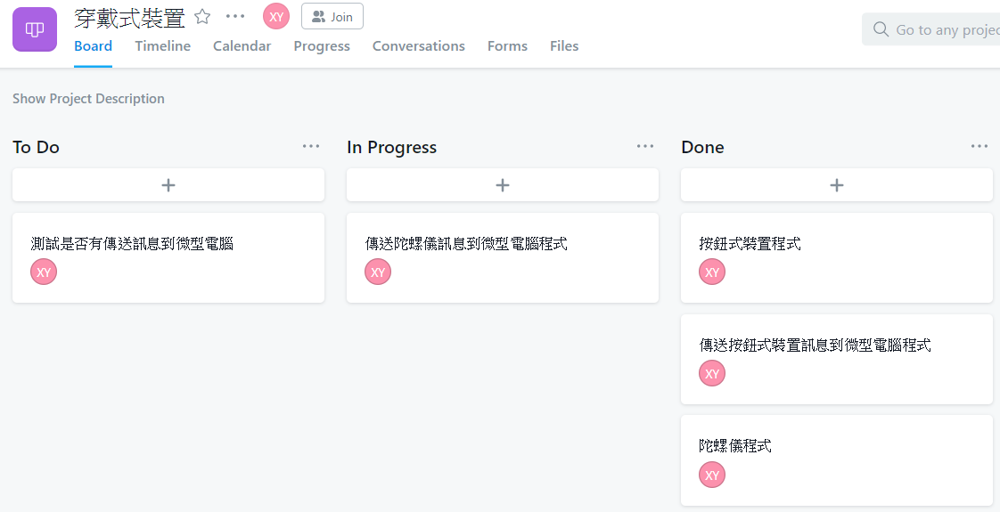 穿戴式裝置
XY
Join
Go to any projec
Board
Timeline
Calendar
Progress
Conversations
Forms
Files
Show Project Description
To Do
測試是否有傳送訊息到微型電腦
XY
In Progress
傳送陀螺儀訊息到微型電腦程式
XY
Done
按鈕式裝置程式
XY
傳送按鈕式裝置訊息到微型電腦程式
XY
陀螺儀程式
XY